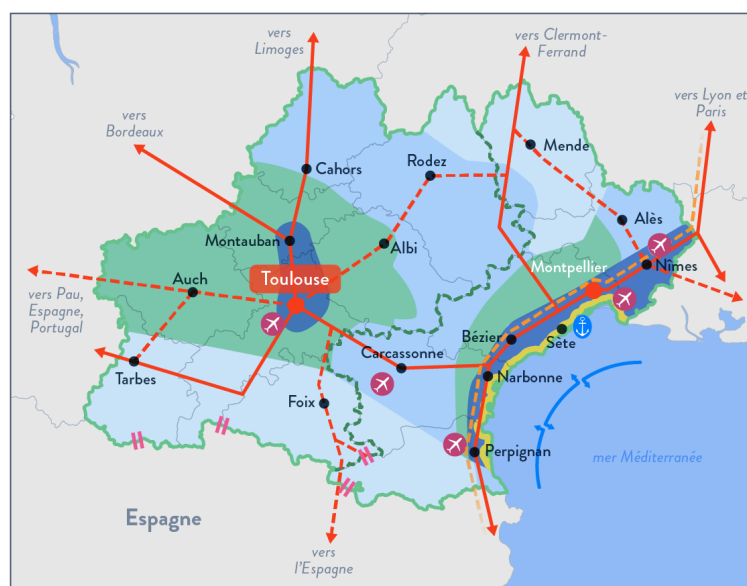 vers
Limoges
vers Clermont-
Ferrand
vers Lyon et
Paris
vers
Bordeaux
Mende
Rodez
Cahors
Alès
Montauban
Albi
Nîmes
Montpellier
Toulouse
Auch
vers Pau,
Espagne,
Portugal
Bézier
Sète
Carcassonne
Tarbes
Narbonne
Foix
Perpignan
mer Méditerranée
Espagne
vers
l'Espagne